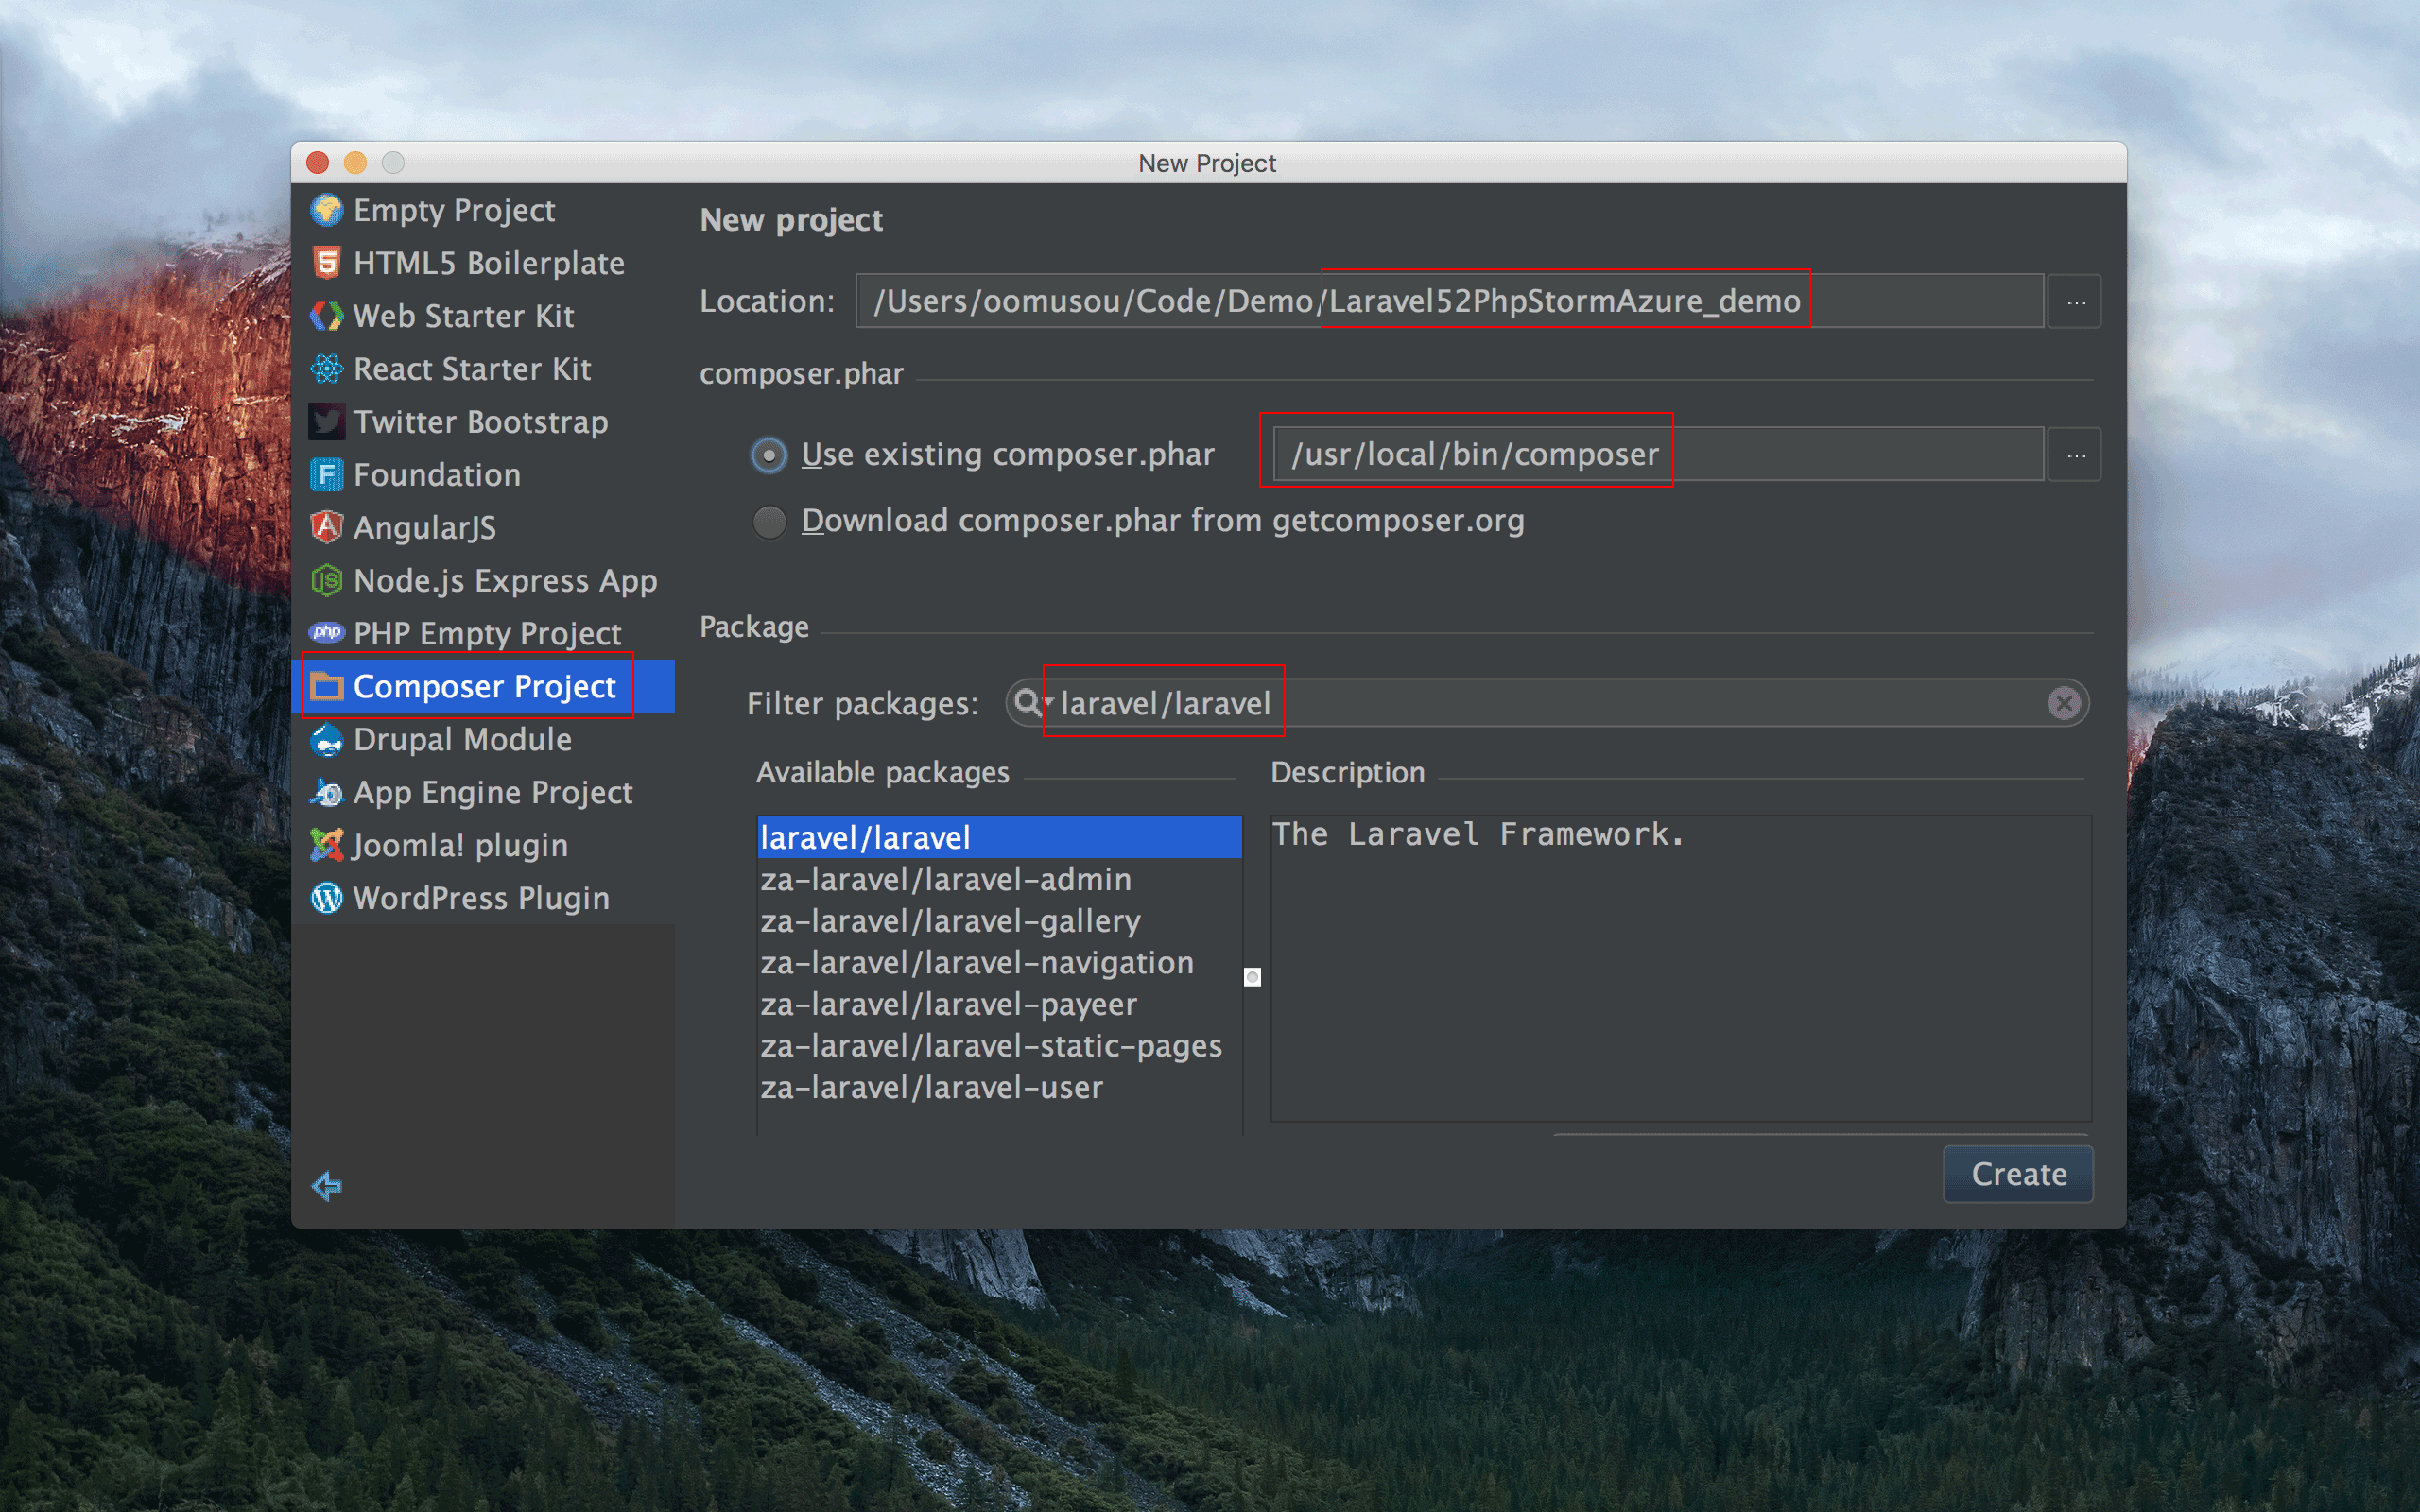 New Project
Empty Project
HTML5 Boilerplate
Web Starter Kit
React Starter Kit
Twitter Bootstrap
Foundation
AngularJS
Node.js Express App
PHP Empty Project
Composer Project
Drupal Module
App Engine Project
Joomla! plugin
WordPress Plugin
New project
Location: /Users/oomusou/Code/Demo/Laravel52PhpStormAzure_demo ...
composer.phar
Use existing composer.phar /usr/local/bin/composer ...
Download composer.phar from getcomposer.org
Package
Filter packages: laravel/laravel
Available packages
laravel/laravel
za-laravel/laravel-admin
za-laravel/laravel-gallery
za-laravel/laravel-navigation
za-laravel/laravel-payeer
za-laravel/laravel-static-pages
za-laravel/laravel-user
Description
The Laravel Framework.
Create